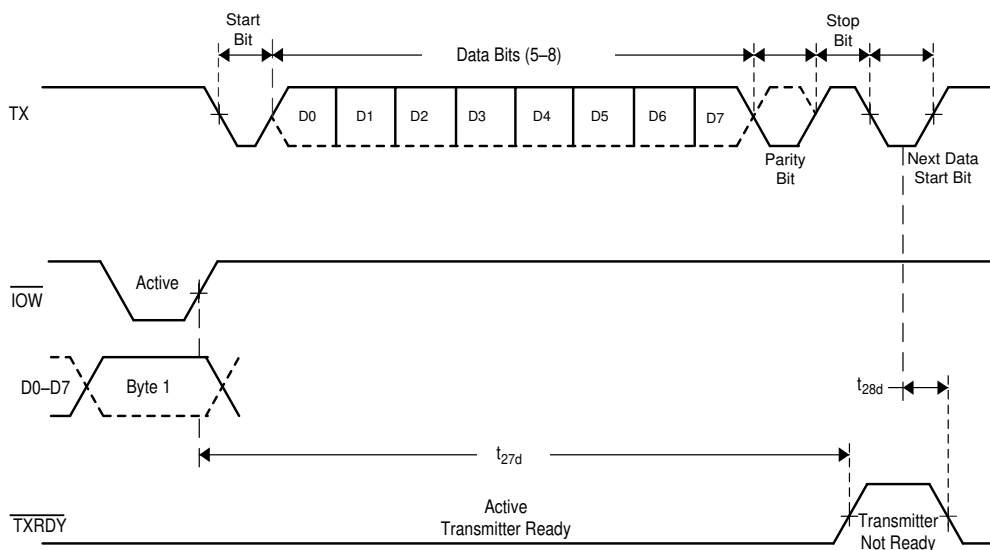 Start
Bit
Data Bits (5–8)
Stop
Bit
TX
D0 D1 D2 D3 D4 D5 D6 D7
Parity
Bit
Next Data
Start Bit
IOW
Active
D0–D7
Byte 1
t28d
t27d
TXRDY
Active
Transmitter Ready
Transmitter
Not Ready